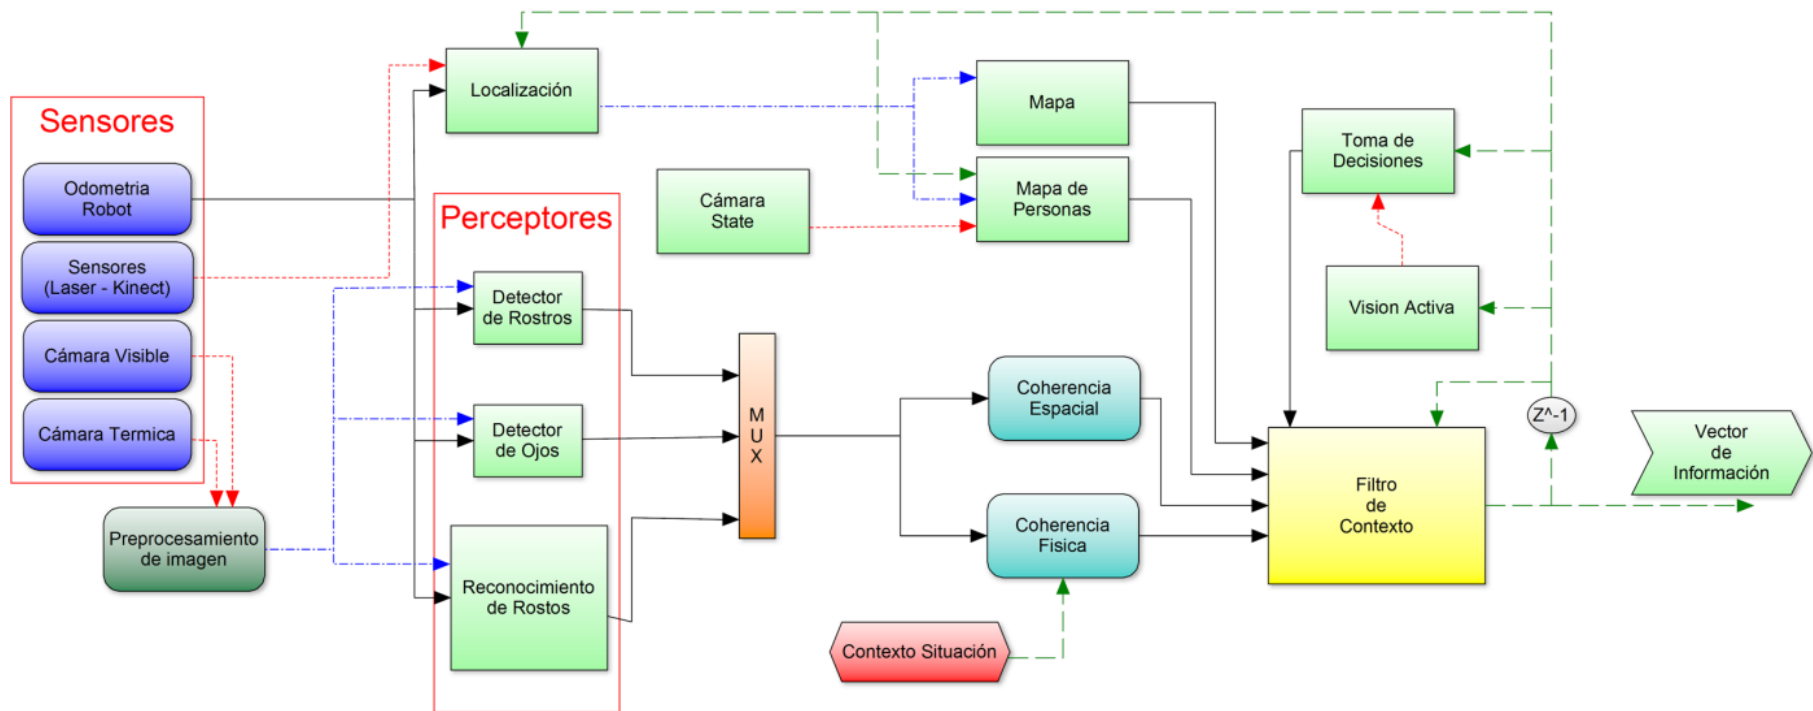 Sensores
Odometria
Robot
Sensores
(Laser - Kinect)
Cámara Visible
Cámara Termica
Preprocesamiento
de imagen
Localización
Perceptores
Detector
de Rostros
Detector
de Ojos
Reconocimiento
de Rostos
Cámara
State
M
U
X
Mapa
Mapa de
Personas
Coherencia
Espacial
Coherencia
Fisica
Contexto Situación
Toma de
Decisiones
Vision Activa
Z^-1
Filtro
de
Contexto
Vector
de
Información